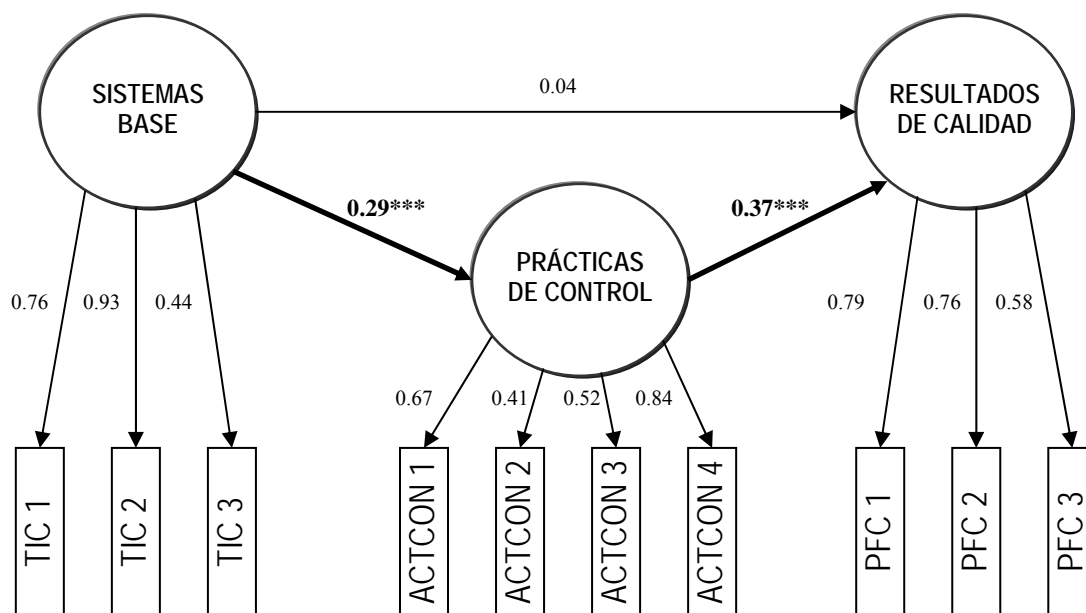 SISTEMAS
BASE
0.04
RESULTADOS
DE CALIDAD
0.29***
0.37***
PRÁCTICAS
DE CONTROL
0.76
0.93
0.44
0.67
0.41
0.52
0.84
0.79
0.76
0.58
TIC 1
TIC 2
TIC 3
ACTCON 1
ACTCON 2
ACTCON 3
ACTCON 4
PFC 1
PFC 2
PFC 3